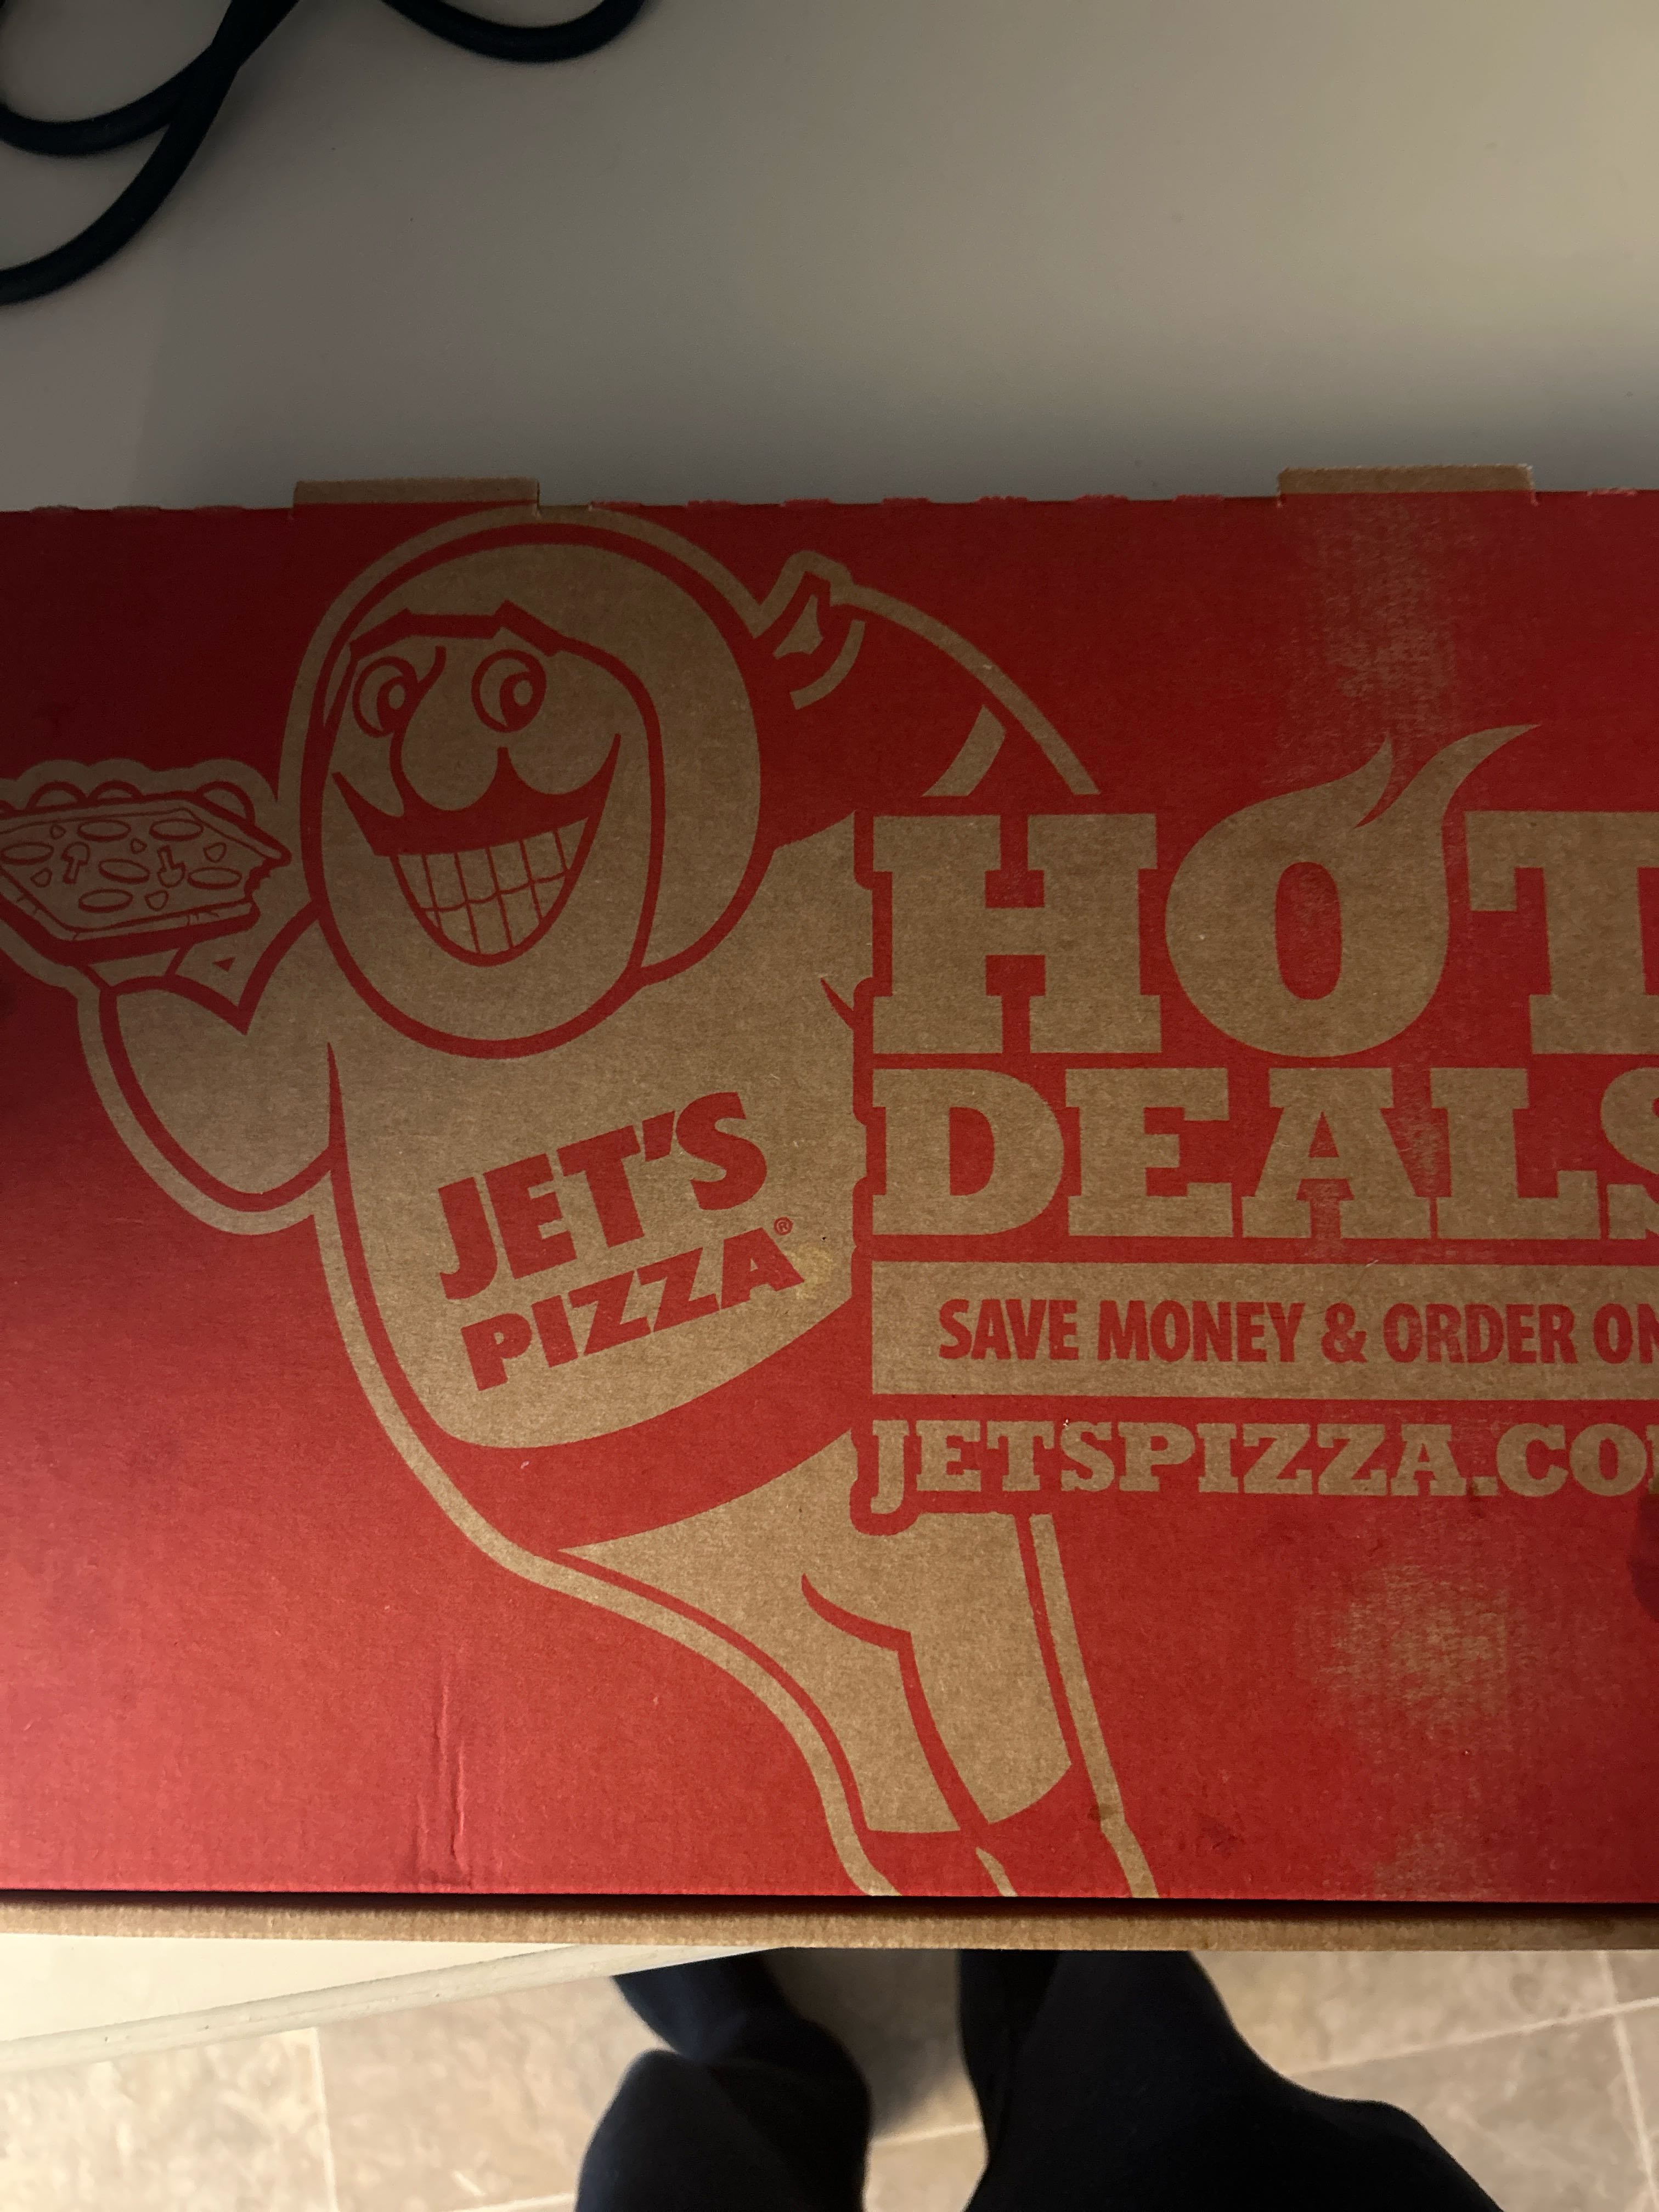 JET'S
PIZZA®
HOT
DEALS
SAVE MONEY & ORDER ON
JETSPIZZA.CO